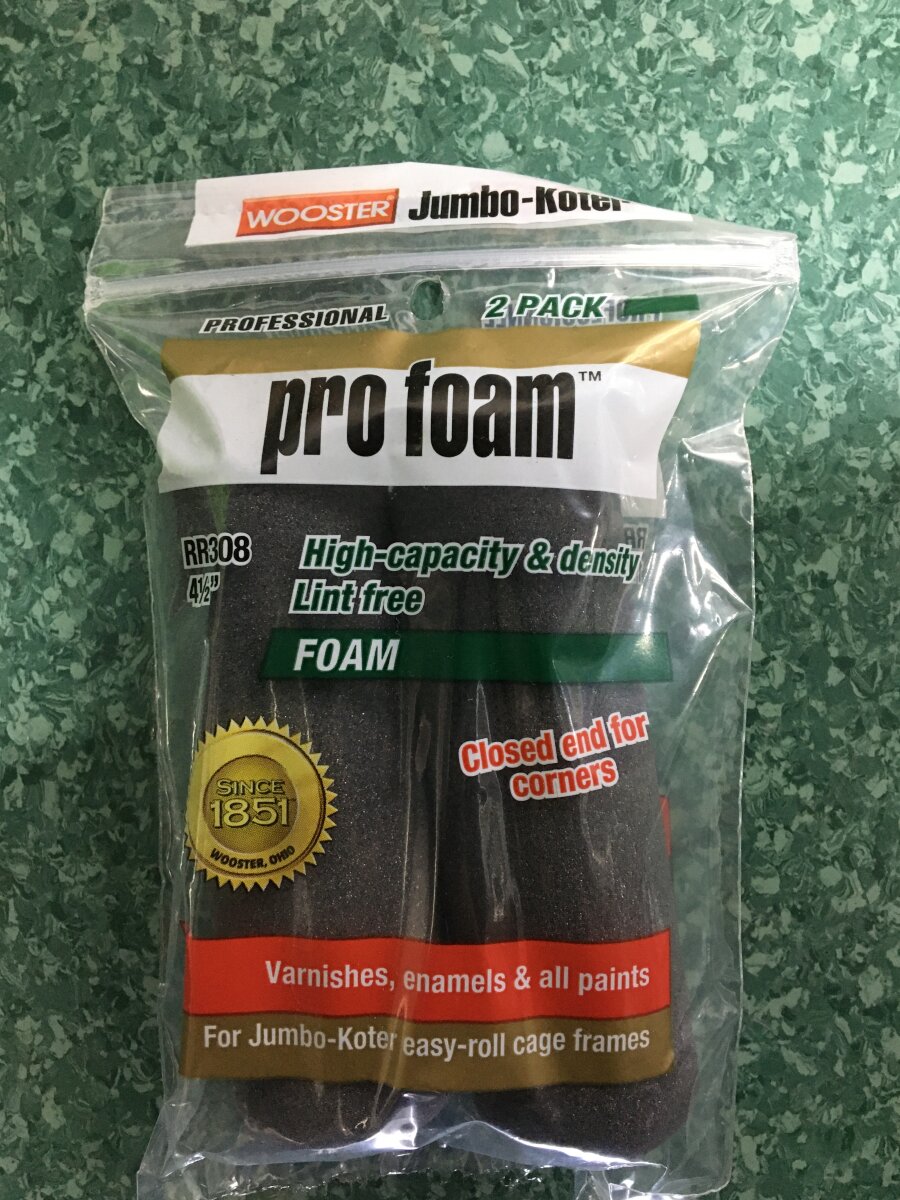 WOOSTER Jumbo-Koter
PROFESSIONAL 2 PACK
pro foam™
RR308
4½"
High-capacity & density
Lint free
FOAM
Closed end for
corners
SINCE
1851
WOOSTER, OHIO
Varnishes, enamels & all paints
For Jumbo-Koter easy-roll cage frames